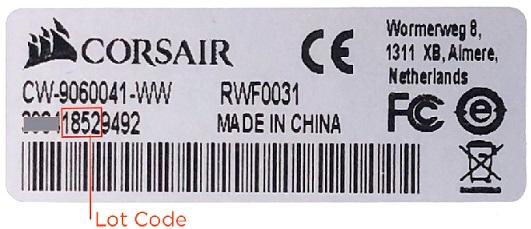 CORSAIR
CE
Wormerweg 8,
1311 XB, Almere,
Netherlands
CW-9060041-WW RWF0031
18529492 MADE IN CHINA
FC e
Lot Code